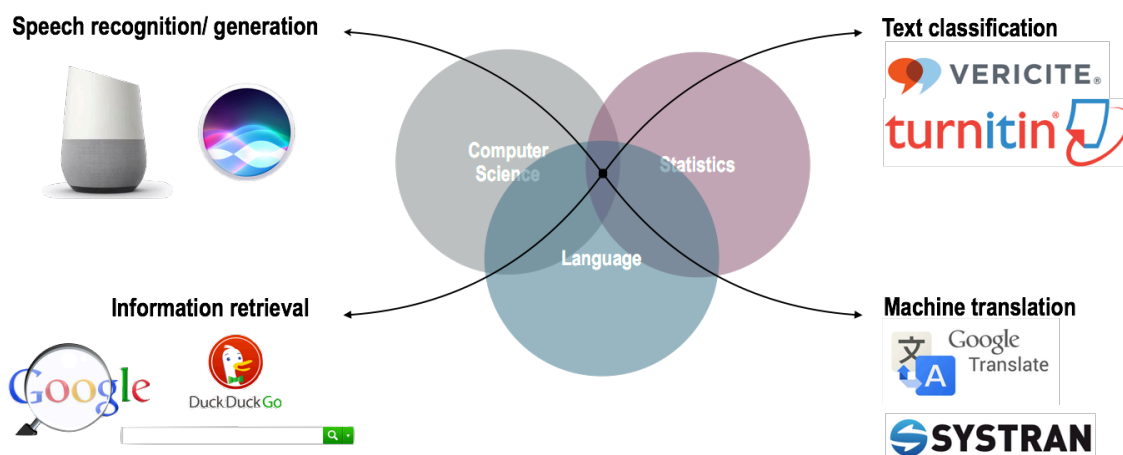 Speech recognition/ generation
Text classification
VERICITE®
turnitin®
Computer
Science
Statistics
Language
Information retrieval
Machine translation
Google
DuckDuckGo
文
A
Google
Translate
SYSTRAN